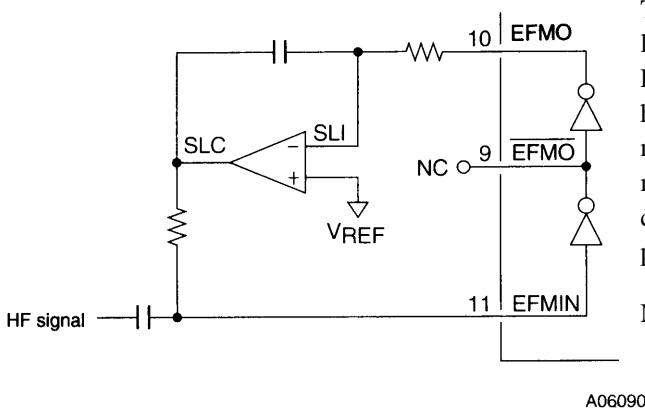 10 EFMO
SLC
SLI
−
+
VREF
NC
9 EFMO
11 EFMIN
HF signal
A06090